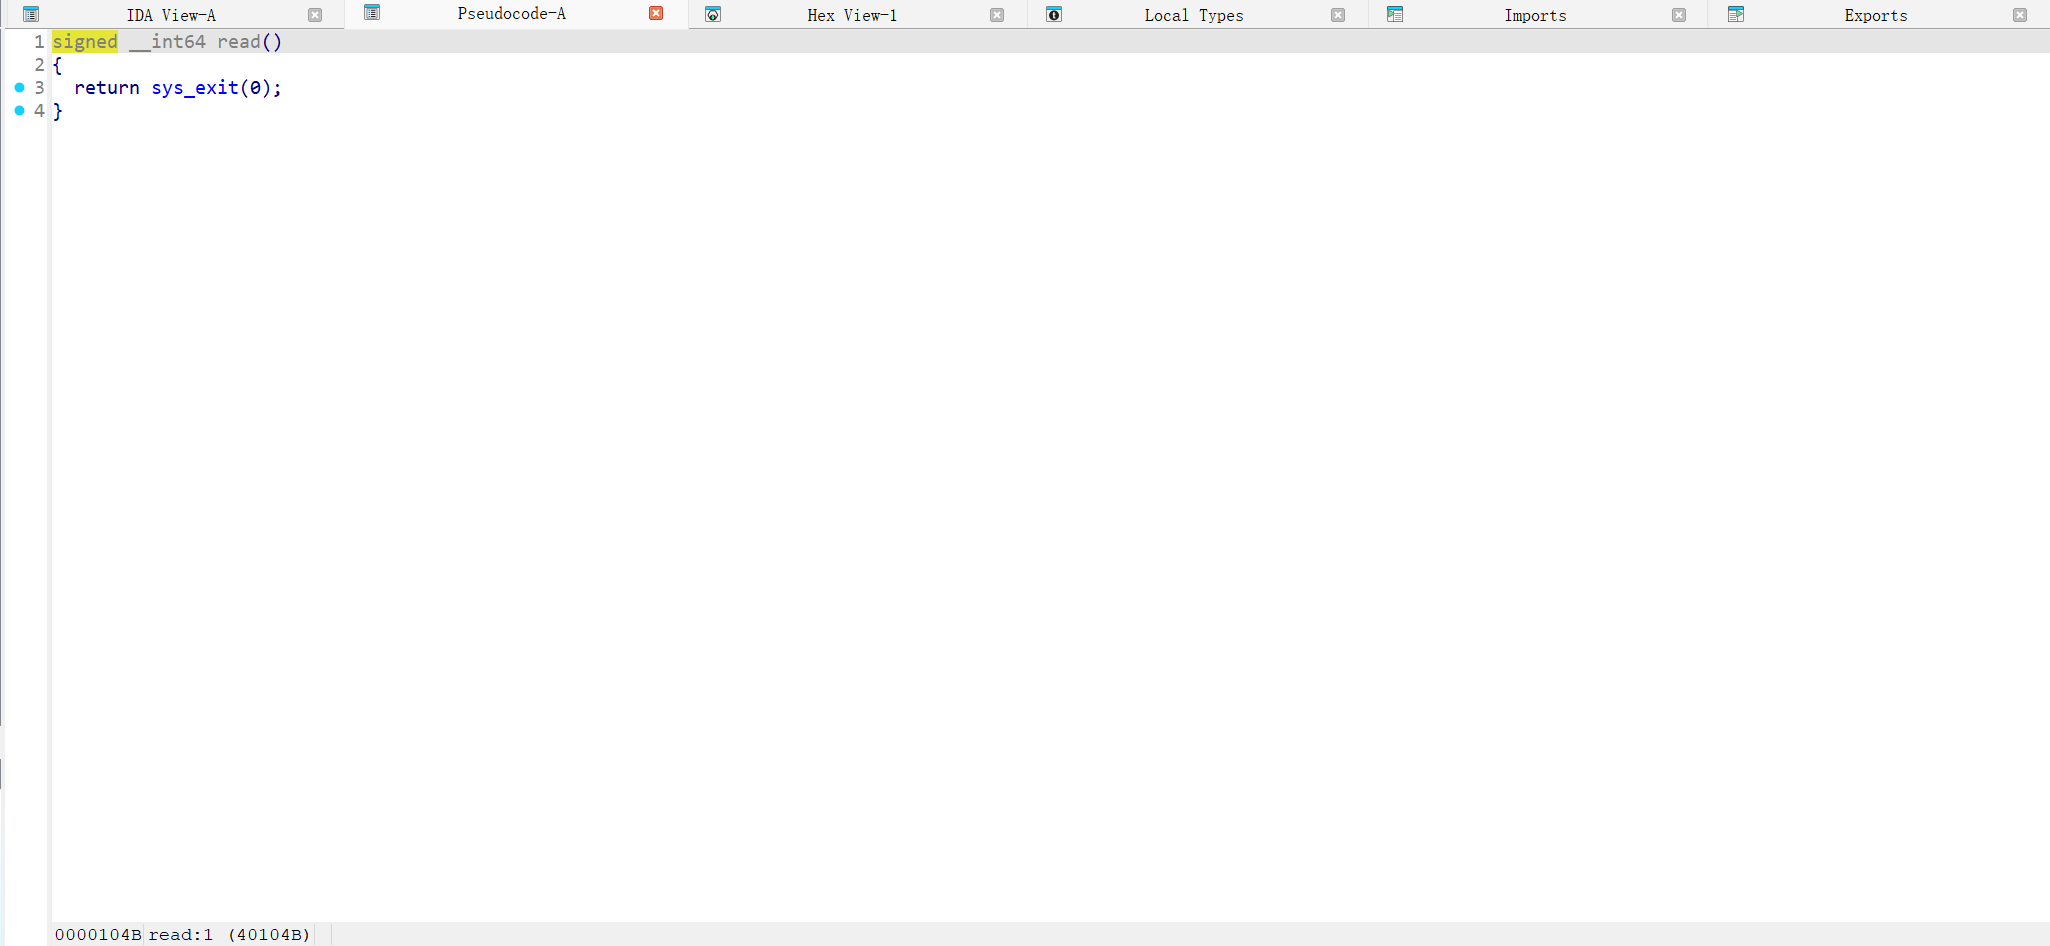 IDA View-A Pseudocode-A Hex View-1 Local Types Imports Exports
1 signed __int64 read()
2 {
3 return sys_exit(0);
4 }
0000104B read:1 (40104B)